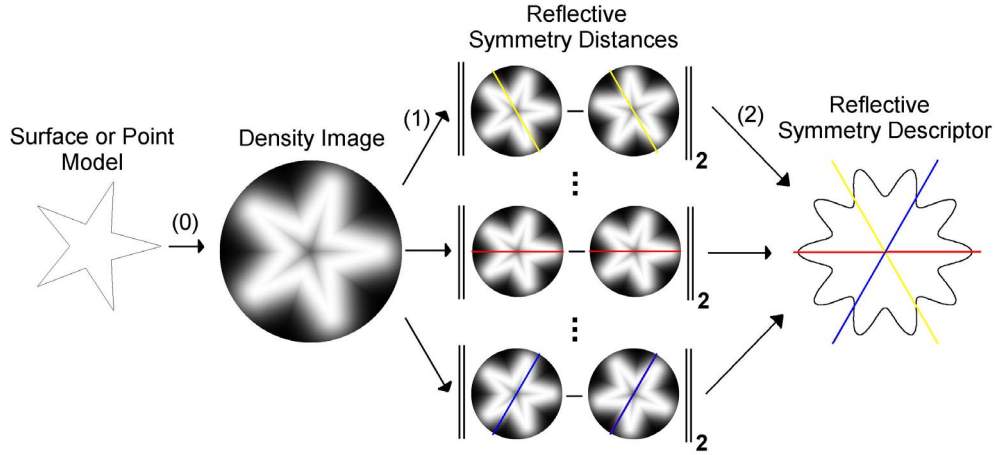 Surface or Point
Model
(0)
Density Image
(1)
Reflective
Symmetry Distances
2
2
2
(2)
Reflective
Symmetry Descriptor